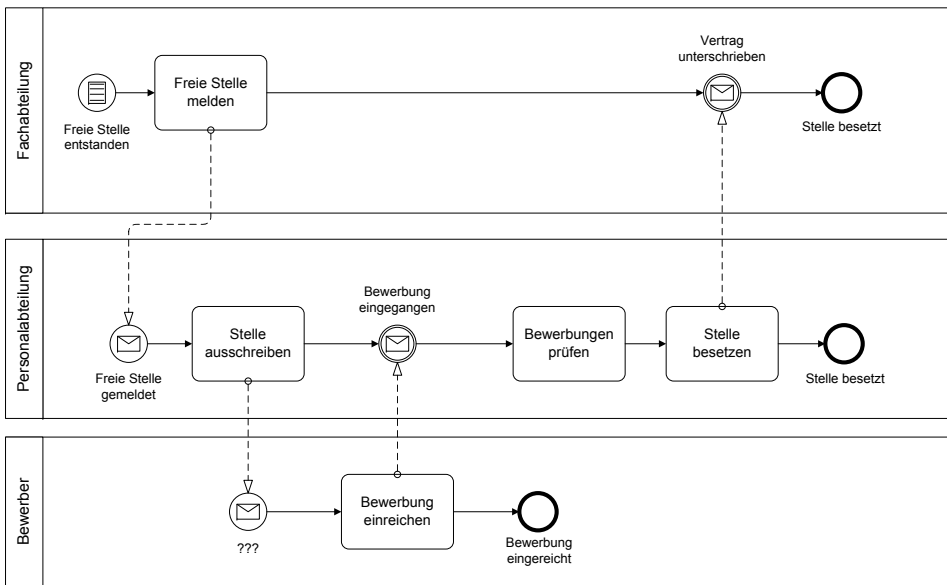 Fachabteilung
Freie Stelle
entstanden
Freie Stelle
melden
Vertrag
unterschrieben
Stelle besetzt
Personalabteilung
Freie Stelle
gemeldet
Stelle
ausschreiben
Bewerbung
eingegangen
Bewerbungen
prüfen
Stelle
besetzen
Stelle besetzt
Bewerber
???
Bewerbung
einreichen
Bewerbung
eingereicht